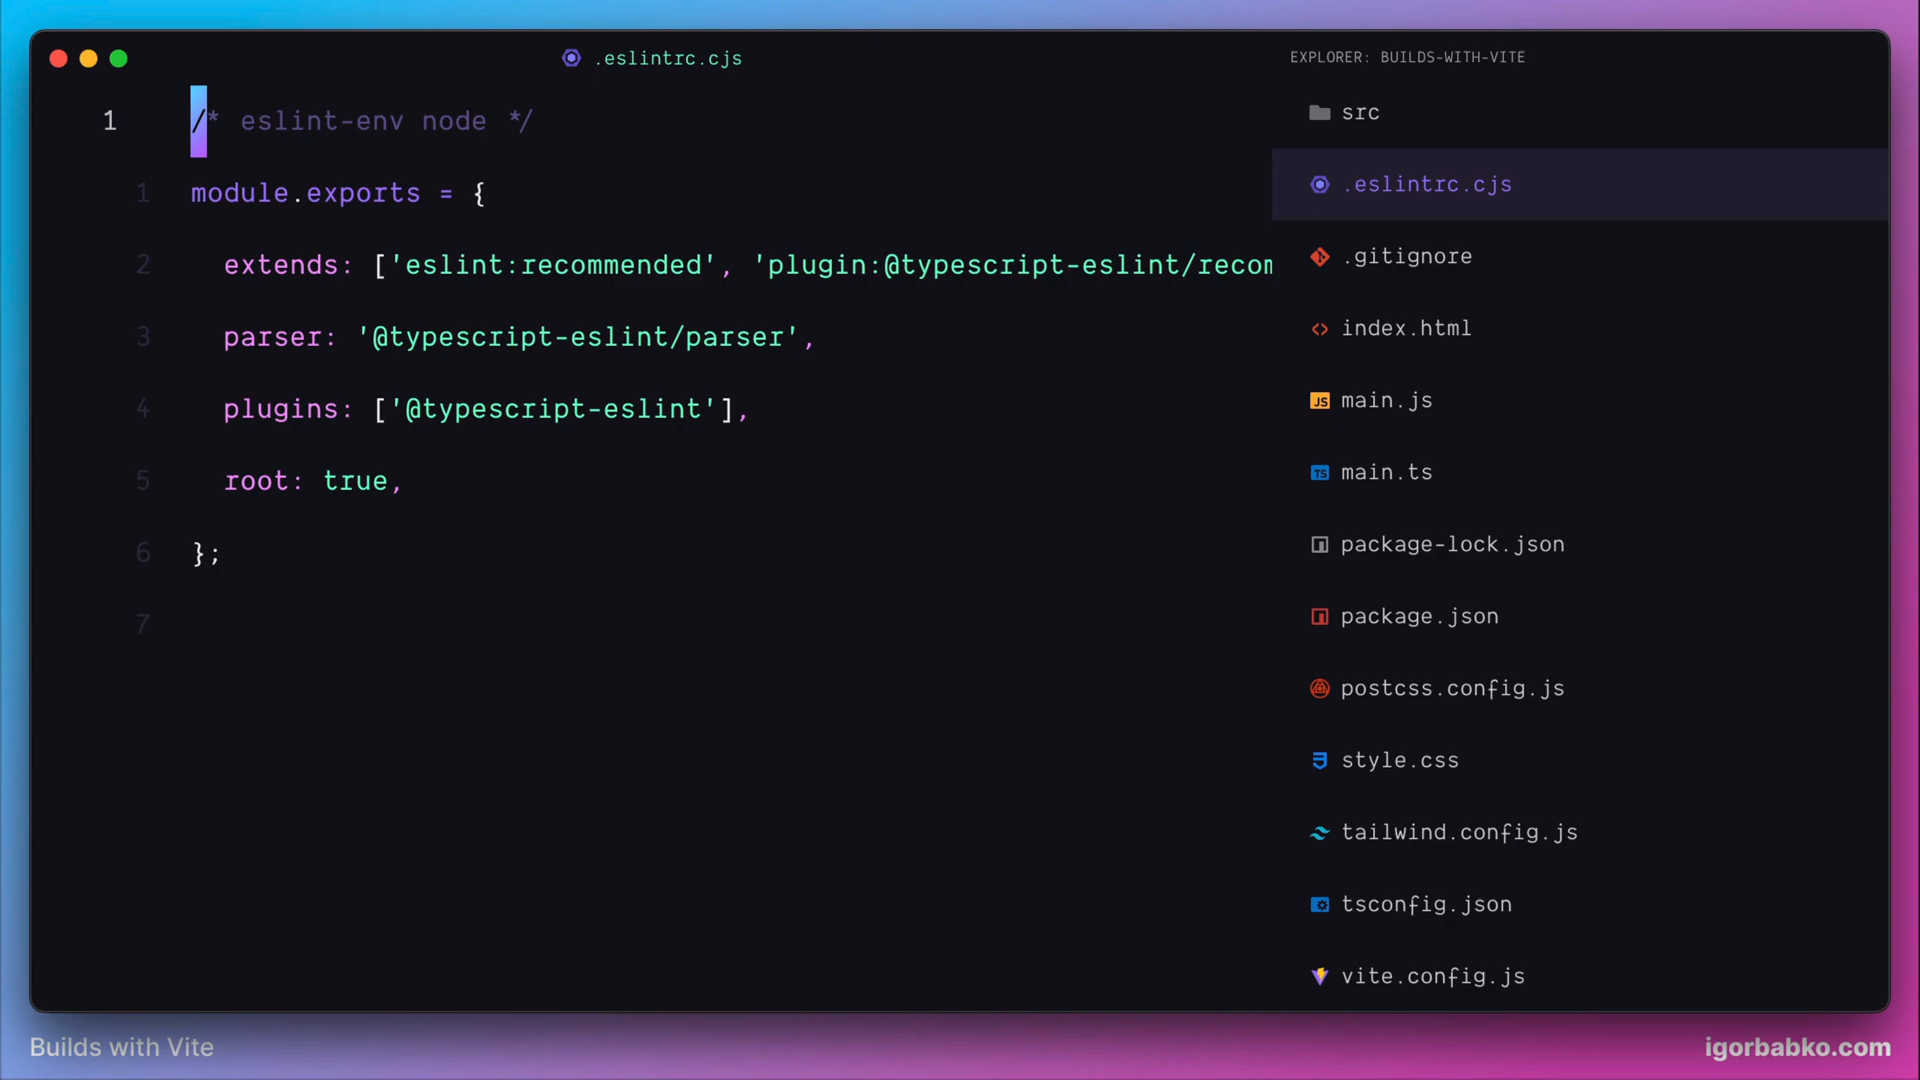 .eslintrc.cjs
1 /* eslint-env node */
1 module.exports = {
2 extends: ['eslint:recommended', 'plugin:@typescript-eslint/recom
3 parser: '@typescript-eslint/parser',
4 plugins: ['@typescript-eslint'],
5 root: true,
6 };
7
EXPLORER: BUILDS-WITH-VITE
src
.eslintrc.cjs
.gitignore
index.html
main.js
main.ts
package-lock.json
package.json
postcss.config.js
style.css
tailwind.config.js
tsconfig.json
vite.config.js
Builds with Vite
igorbabko.com